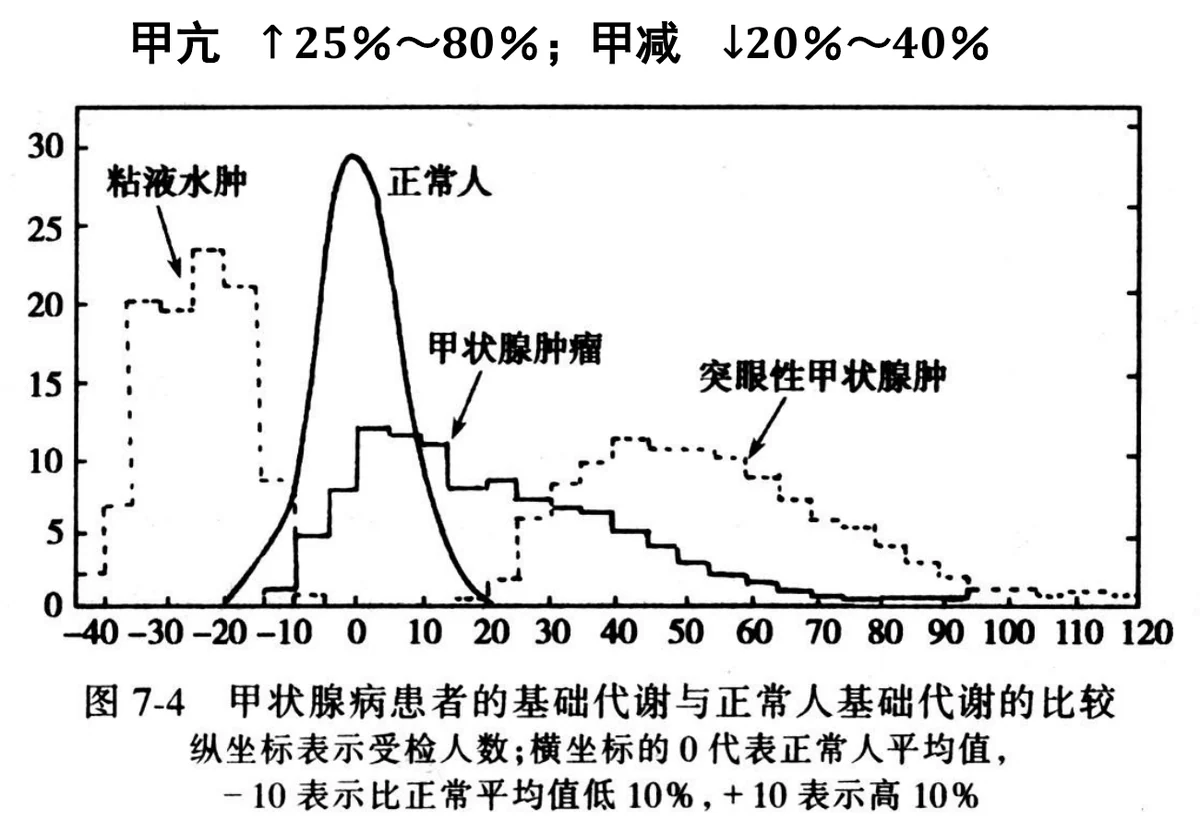 甲亢 ↑25%～80%；甲减 ↓20%～40%
30
25
20
15
10
5
0
粘液水肿
正常人
甲状腺肿瘤
突眼性甲状腺肿
-40 -30 -20 -10 0 10 20 30 40 50 60 70 80 90 100 110 120
图 7-4 甲状腺病患者的基础代谢与正常人基础代谢的比较
纵坐标表示受检人数；横坐标的 0 代表正常人平均值，
-10 表示比正常平均值低 10%，+10 表示高 10%